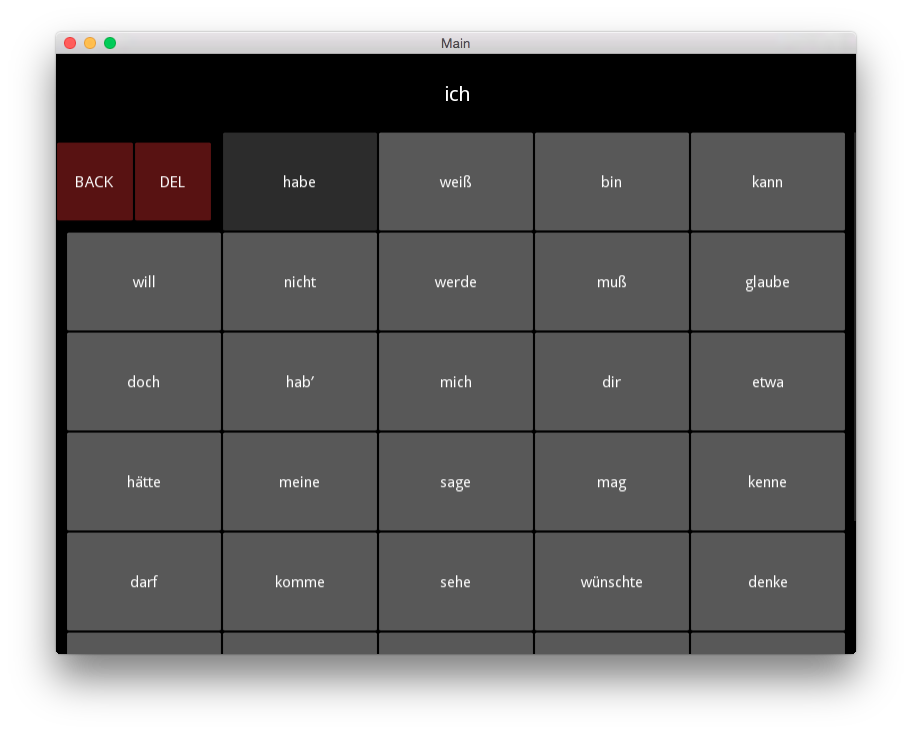 Main
ich
BACK DEL habe weiß bin kann
will nicht werde muß glaube
doch hab’ mich dir etwa
hätte meine sage mag kenne
darf komme sehe wünschte denke